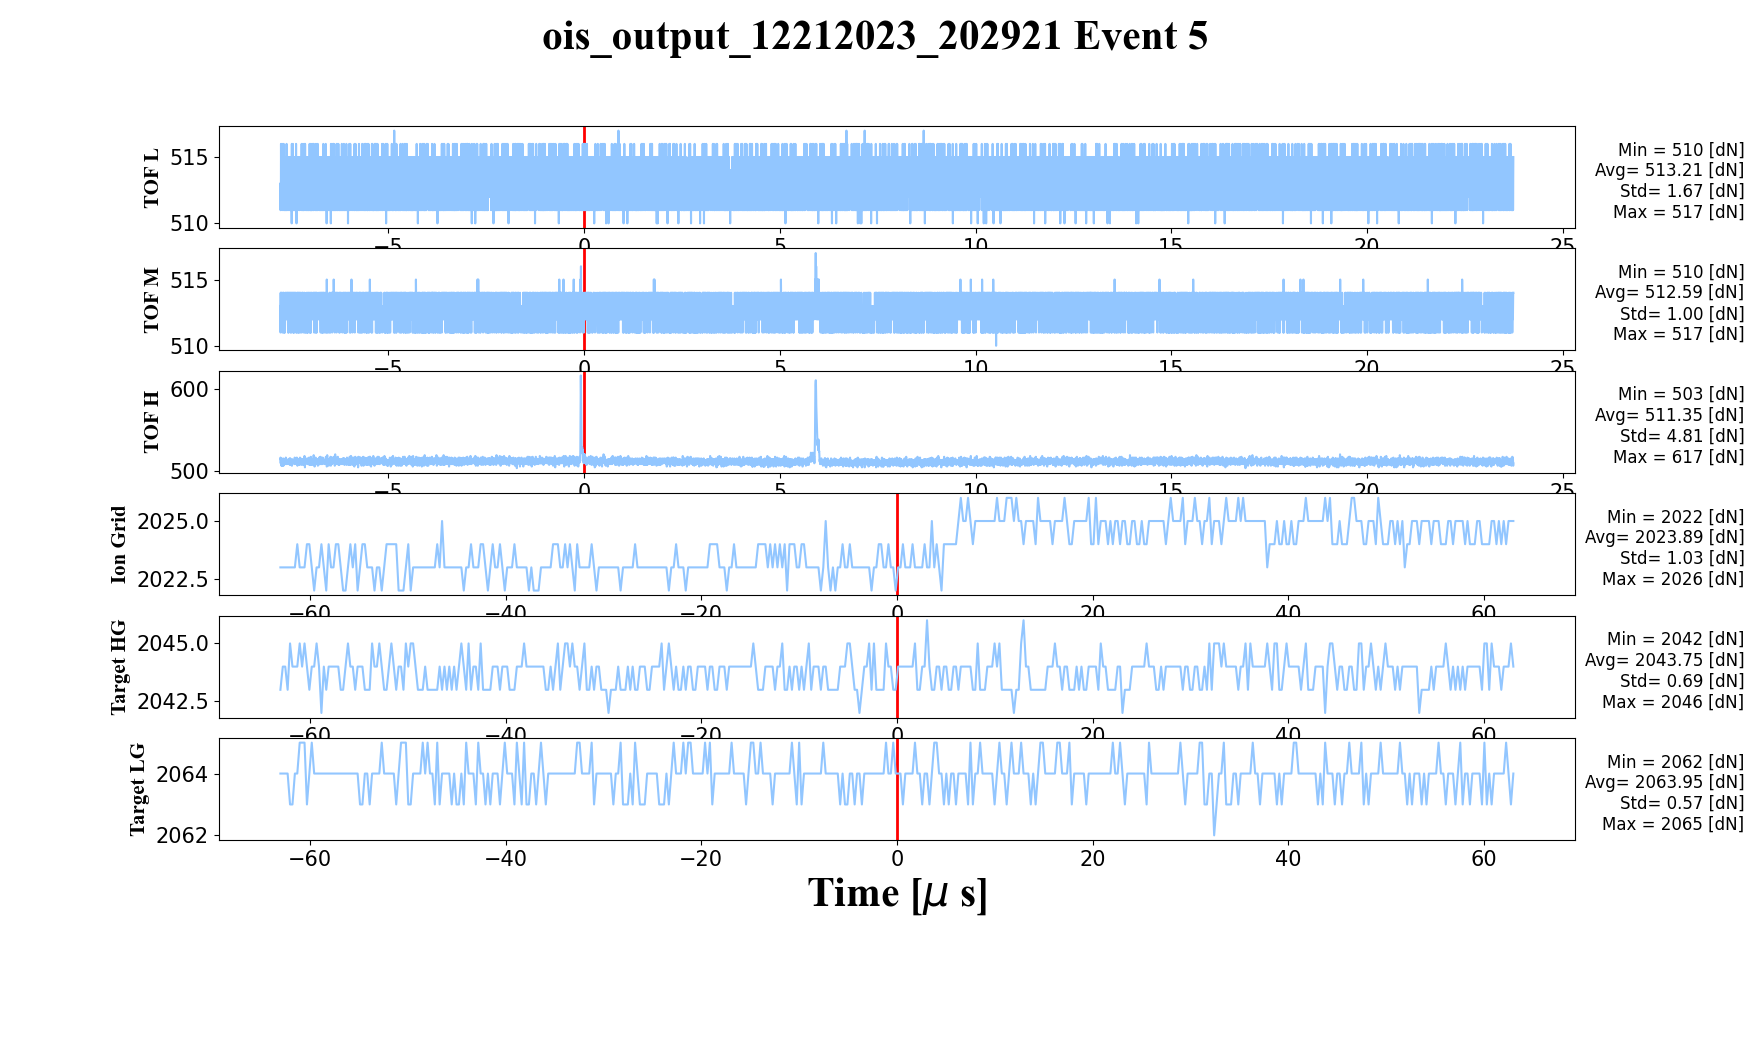 ois_output_12212023_202921 Event 5
TOF L
515
510
−5 0 5 10 15 20 25
Min = 510 [dN]
Avg= 513.21 [dN]
Std= 1.67 [dN]
Max = 517 [dN]
TOF M
515
510
−5 0 5 10 15 20 25
Min = 510 [dN]
Avg= 512.59 [dN]
Std= 1.00 [dN]
Max = 517 [dN]
TOF H
600
500
−5 0 5 10 15 20 25
Min = 503 [dN]
Avg= 511.35 [dN]
Std= 4.81 [dN]
Max = 617 [dN]
Ion Grid
2025.0
2022.5
−60 −40 −20 0 20 40 60
Min = 2022 [dN]
Avg= 2023.89 [dN]
Std= 1.03 [dN]
Max = 2026 [dN]
Target HG
2045.0
2042.5
−60 −40 −20 0 20 40 60
Min = 2042 [dN]
Avg= 2043.75 [dN]
Std= 0.69 [dN]
Max = 2046 [dN]
Target LG
2064
2062
−60 −40 −20 0 20 40 60
Min = 2062 [dN]
Avg= 2063.95 [dN]
Std= 0.57 [dN]
Max = 2065 [dN]
Time [μ s]